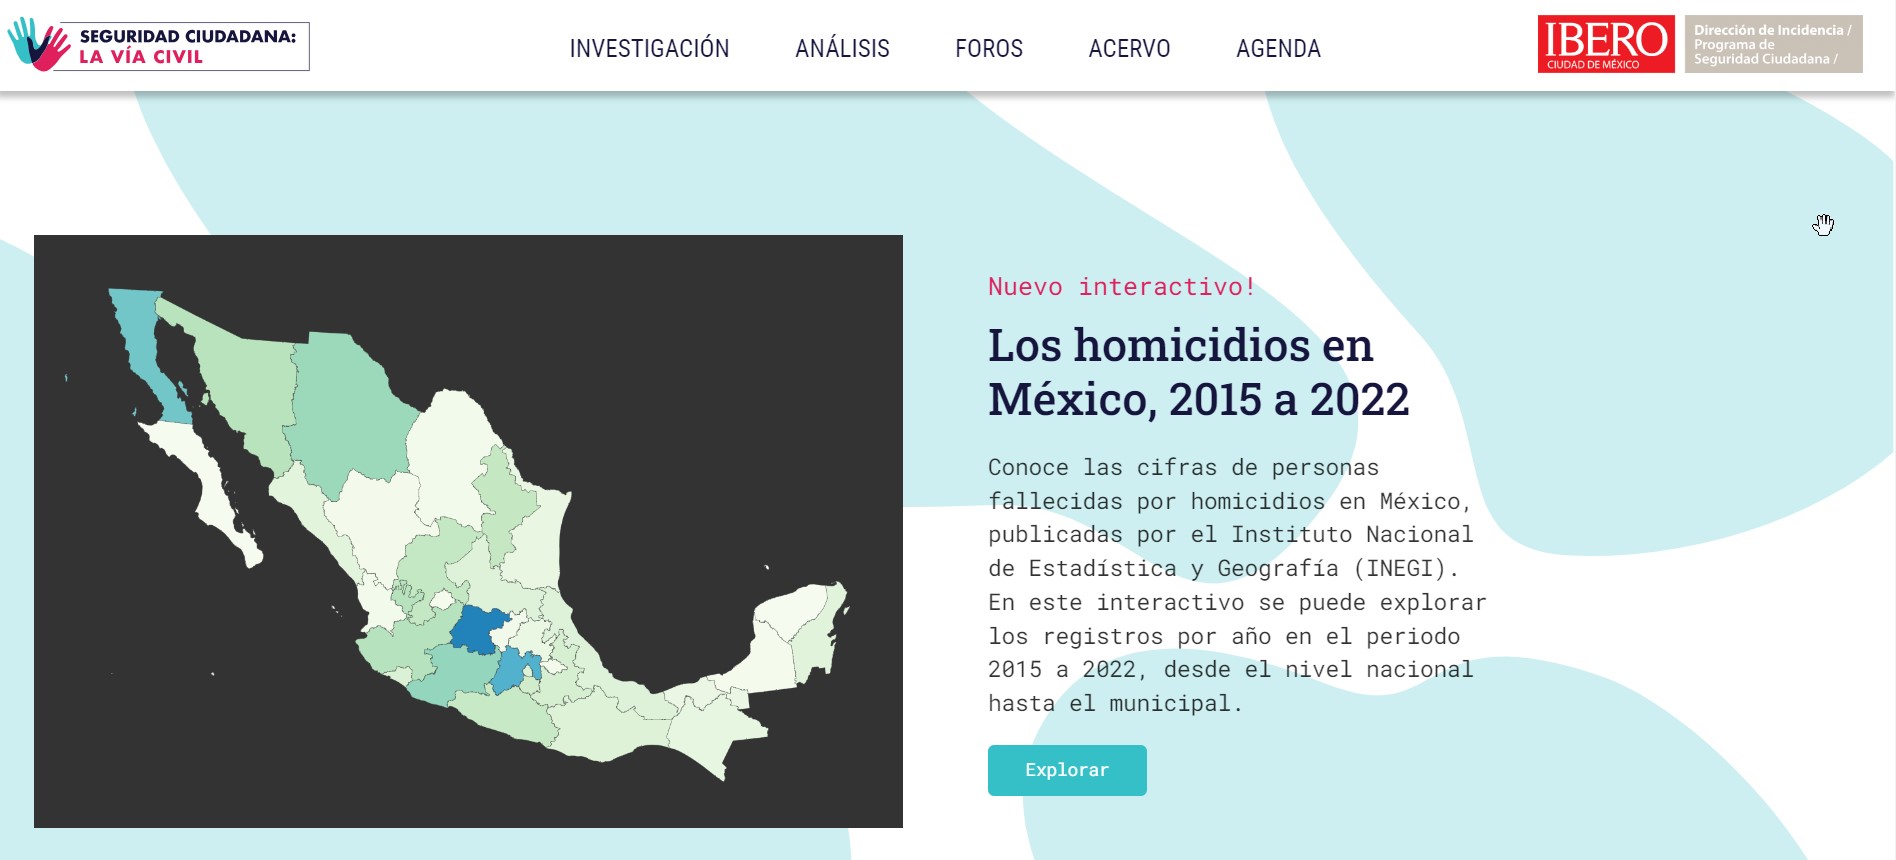 SEGURIDAD CIUDADANA:
LA VÍA CIVIL
INVESTIGACIÓN
ANÁLISIS
FOROS
ACERVO
AGENDA
IBERO
CIUDAD DE MÉXICO
Dirección de Incidencia /
Programa de
Seguridad Ciudadana /
Nuevo interactivo!
Los homicidios en
México, 2015 a 2022
Conoce las cifras de personas
fallecidas por homicidios en México,
publicadas por el Instituto Nacional
de Estadística y Geografía (INEGI).
En este interactivo se puede explorar
los registros por año en el periodo
2015 a 2022, desde el nivel nacional
hasta el municipal.
Explorar